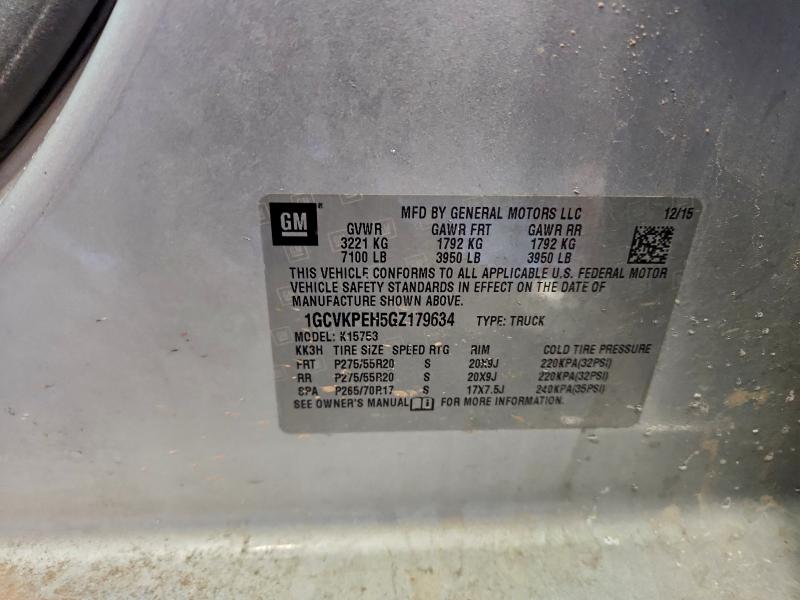 GM
MFD BY GENERAL MOTORS LLC 12/15
GVWR GAWR FRT GAWR RR
3221 KG 1792 KG 1792 KG
7100 LB 3950 LB 3950 LB
THIS VEHICLE CONFORMS TO ALL APPLICABLE U.S. FEDERAL MOTOR
VEHICLE SAFETY STANDARDS IN EFFECT ON THE DATE OF
MANUFACTURE SHOWN ABOVE.
1GCVKPEH5GZ179634 TYPE: TRUCK
MODEL: K15753
KK3H TIRE SIZE SPEED RTG RIM COLD TIRE PRESSURE
FRT P275/55R20 S 20X9J 220KPA(32PSI)
RR P275/55R20 S 20X9J 220KPA(32PSI)
SPA P265/70R17 S 17X7.5J 240KPA(35PSI)
SEE OWNER'S MANUAL FOR MORE INFORMATION.